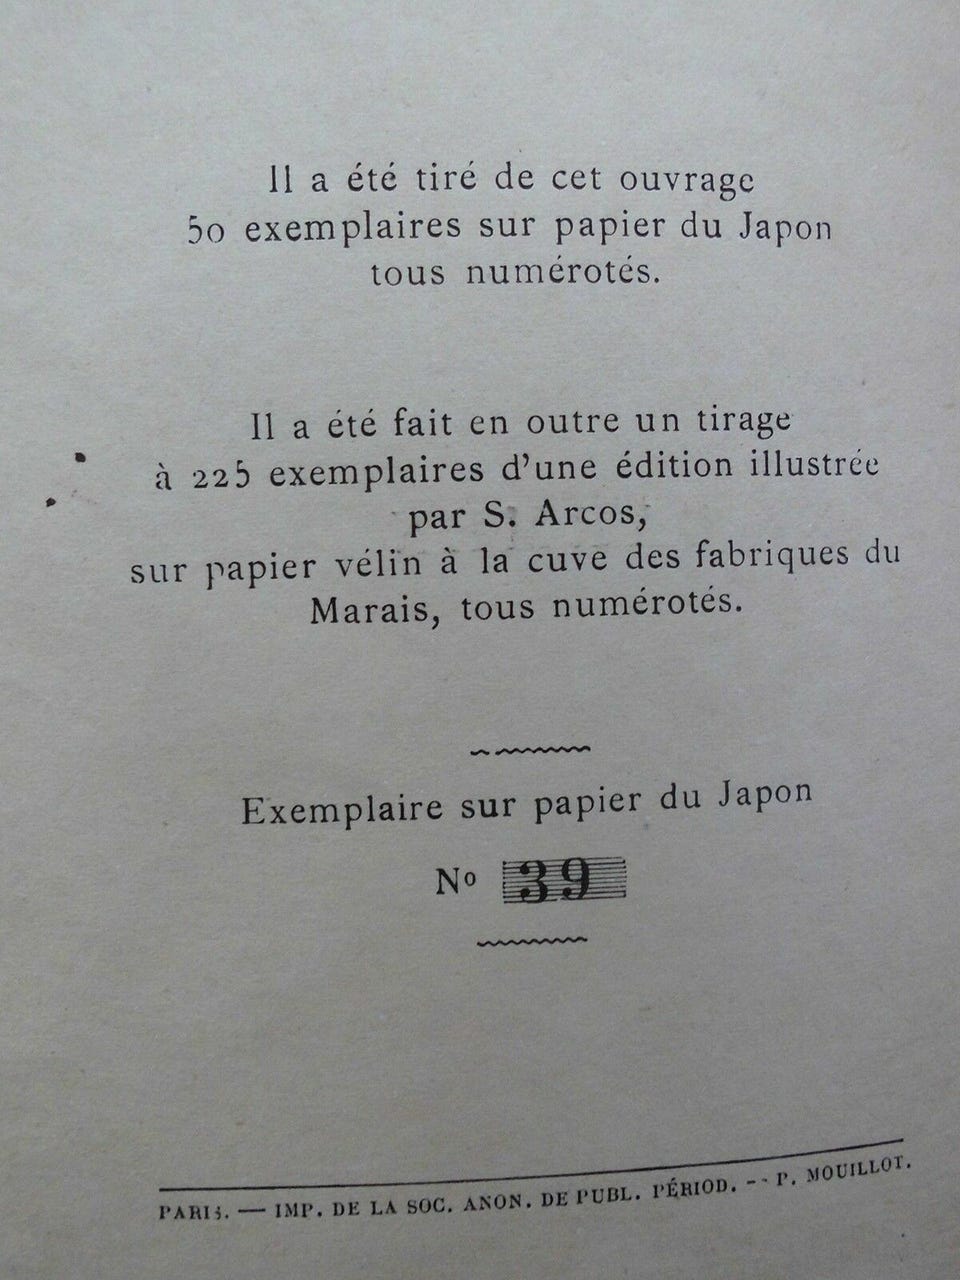 Il a été tiré de cet ouvrage
50 exemplaires sur papier du Japon
tous numérotés.
Il a été fait en outre un tirage
à 225 exemplaires d'une édition illustrée
par S. Arcos,
sur papier vélin à la cuve des fabriques du
Marais, tous numérotés.
Exemplaire sur papier du Japon
Nº 39
PARIS. — IMP. DE LA SOC. ANON. DE PUBL. PÉRIOD. -- P. MOUILLOT.